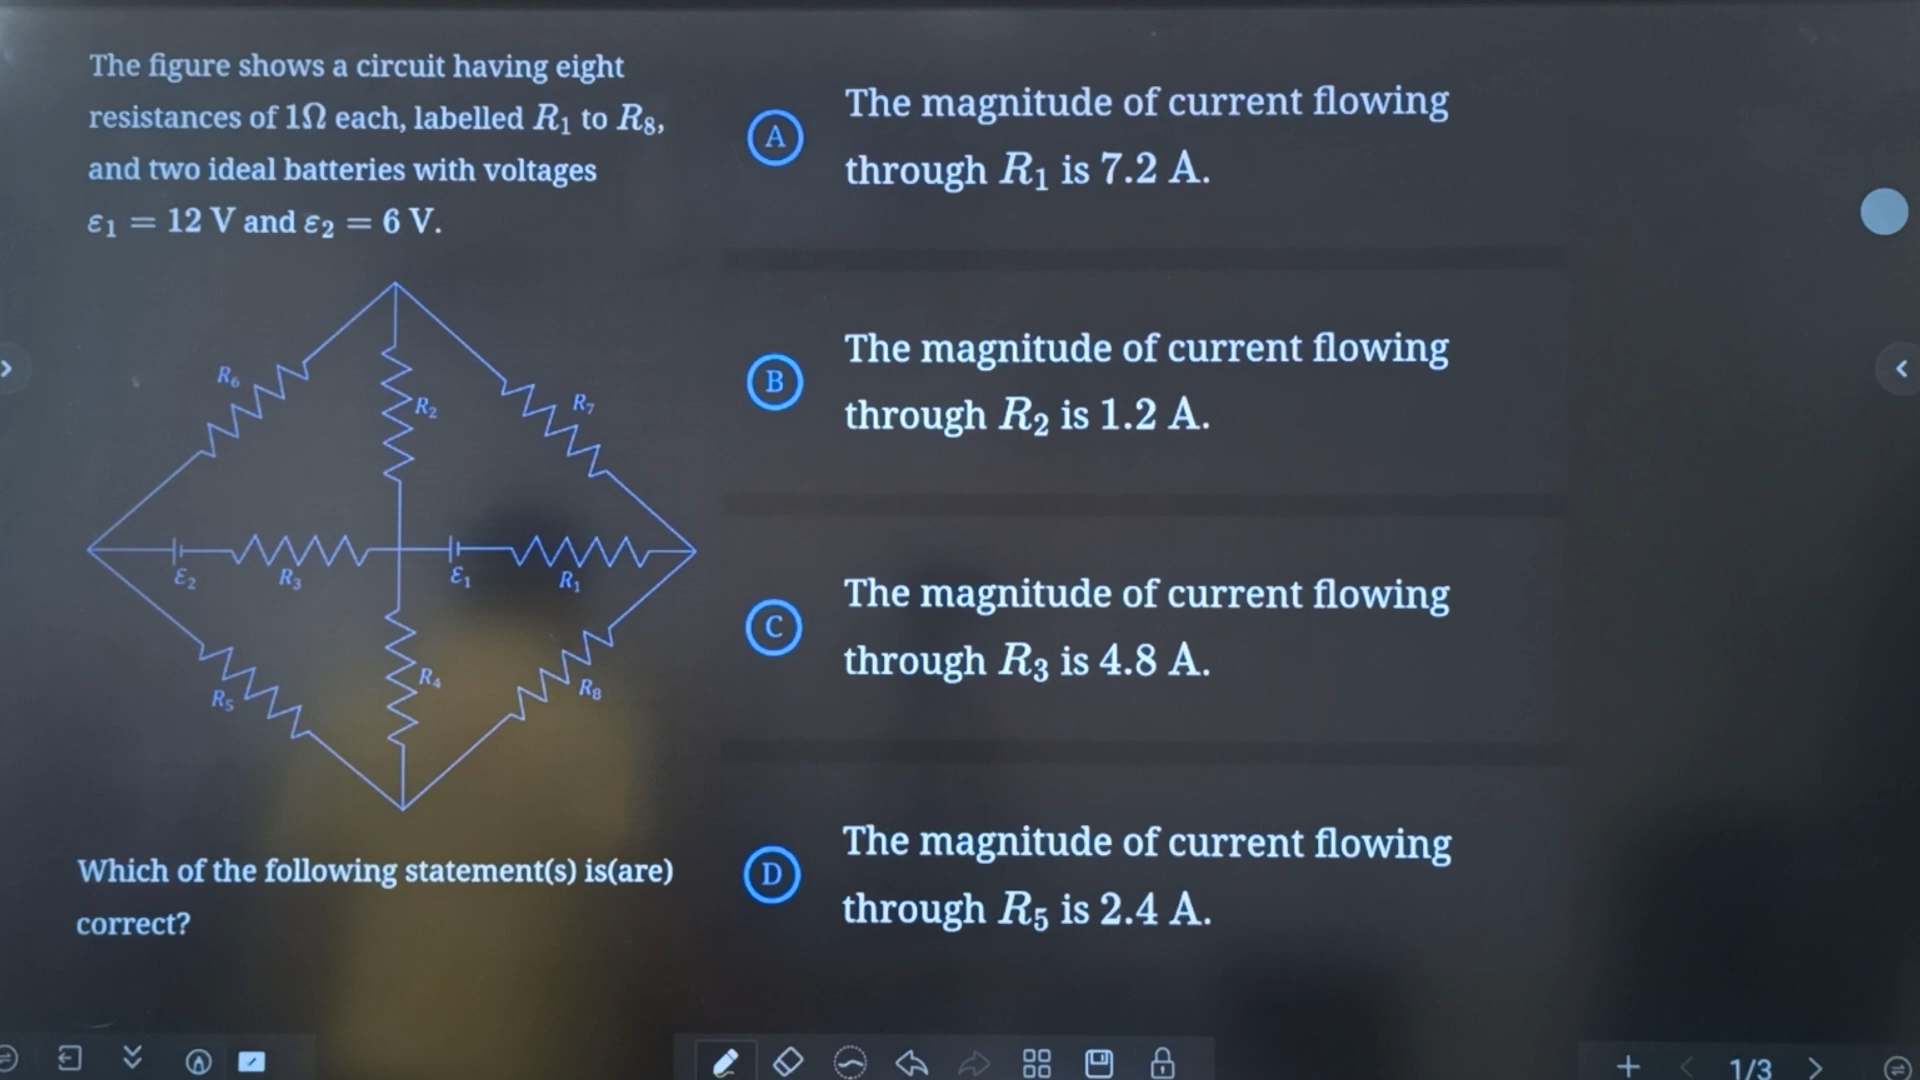 The figure shows a circuit having eight
resistances of 1Ω each, labelled R₁ to R₈,
and two ideal batteries with voltages
ε₁ = 12 V and ε₂ = 6 V.
R₆
R₂
R₇
ε₂
R₃
ε₁
R₁
R₅
R₄
R₈
Which of the following statement(s) is(are)
correct?
A
The magnitude of current flowing
through R₁ is 7.2 A.
B
The magnitude of current flowing
through R₂ is 1.2 A.
C
The magnitude of current flowing
through R₃ is 4.8 A.
D
The magnitude of current flowing
through R₅ is 2.4 A.
1/3